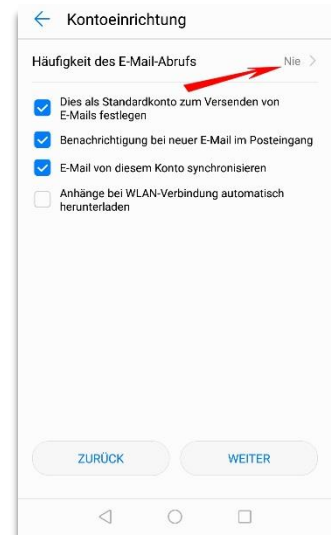 Kontoeinrichtung
Häufigkeit des E-Mail-Abrufs Nie
Dies als Standardkonto zum Versenden von
E-Mails festlegen
Benachrichtigung bei neuer E-Mail im Posteingang
E-Mail von diesem Konto synchronisieren
Anhänge bei WLAN-Verbindung automatisch
herunterladen
ZURÜCK WEITER